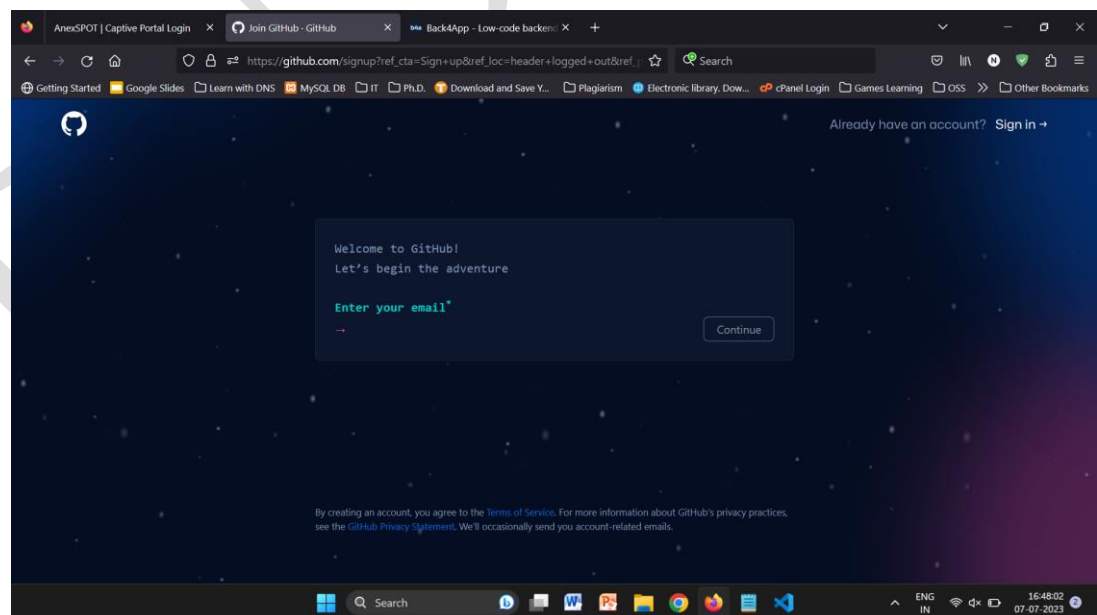 AnexSPOT | Captive Portal Login
Join GitHub · GitHub
b4a Back4App - Low-code backend
https://github.com/signup?ref_cta=Sign+up&ref_loc=header+logged+out&ref_p
Search
Getting Started
Google Slides
Learn with DNS
MySQL DB
IT
Ph.D.
Download and Save Y...
Plagiarism
Electronic library. Dow...
cPanel Login
Games Learning
OSS
Other Bookmarks
Already have an account? Sign in →
Welcome to GitHub!
Let's begin the adventure
Enter your email*
→
Continue
By creating an account, you agree to the Terms of Service. For more information about GitHub's privacy practices,
see the GitHub Privacy Statement. We'll occasionally send you account-related emails.
Search
ENG
IN
16:48:02
07-07-2023
2